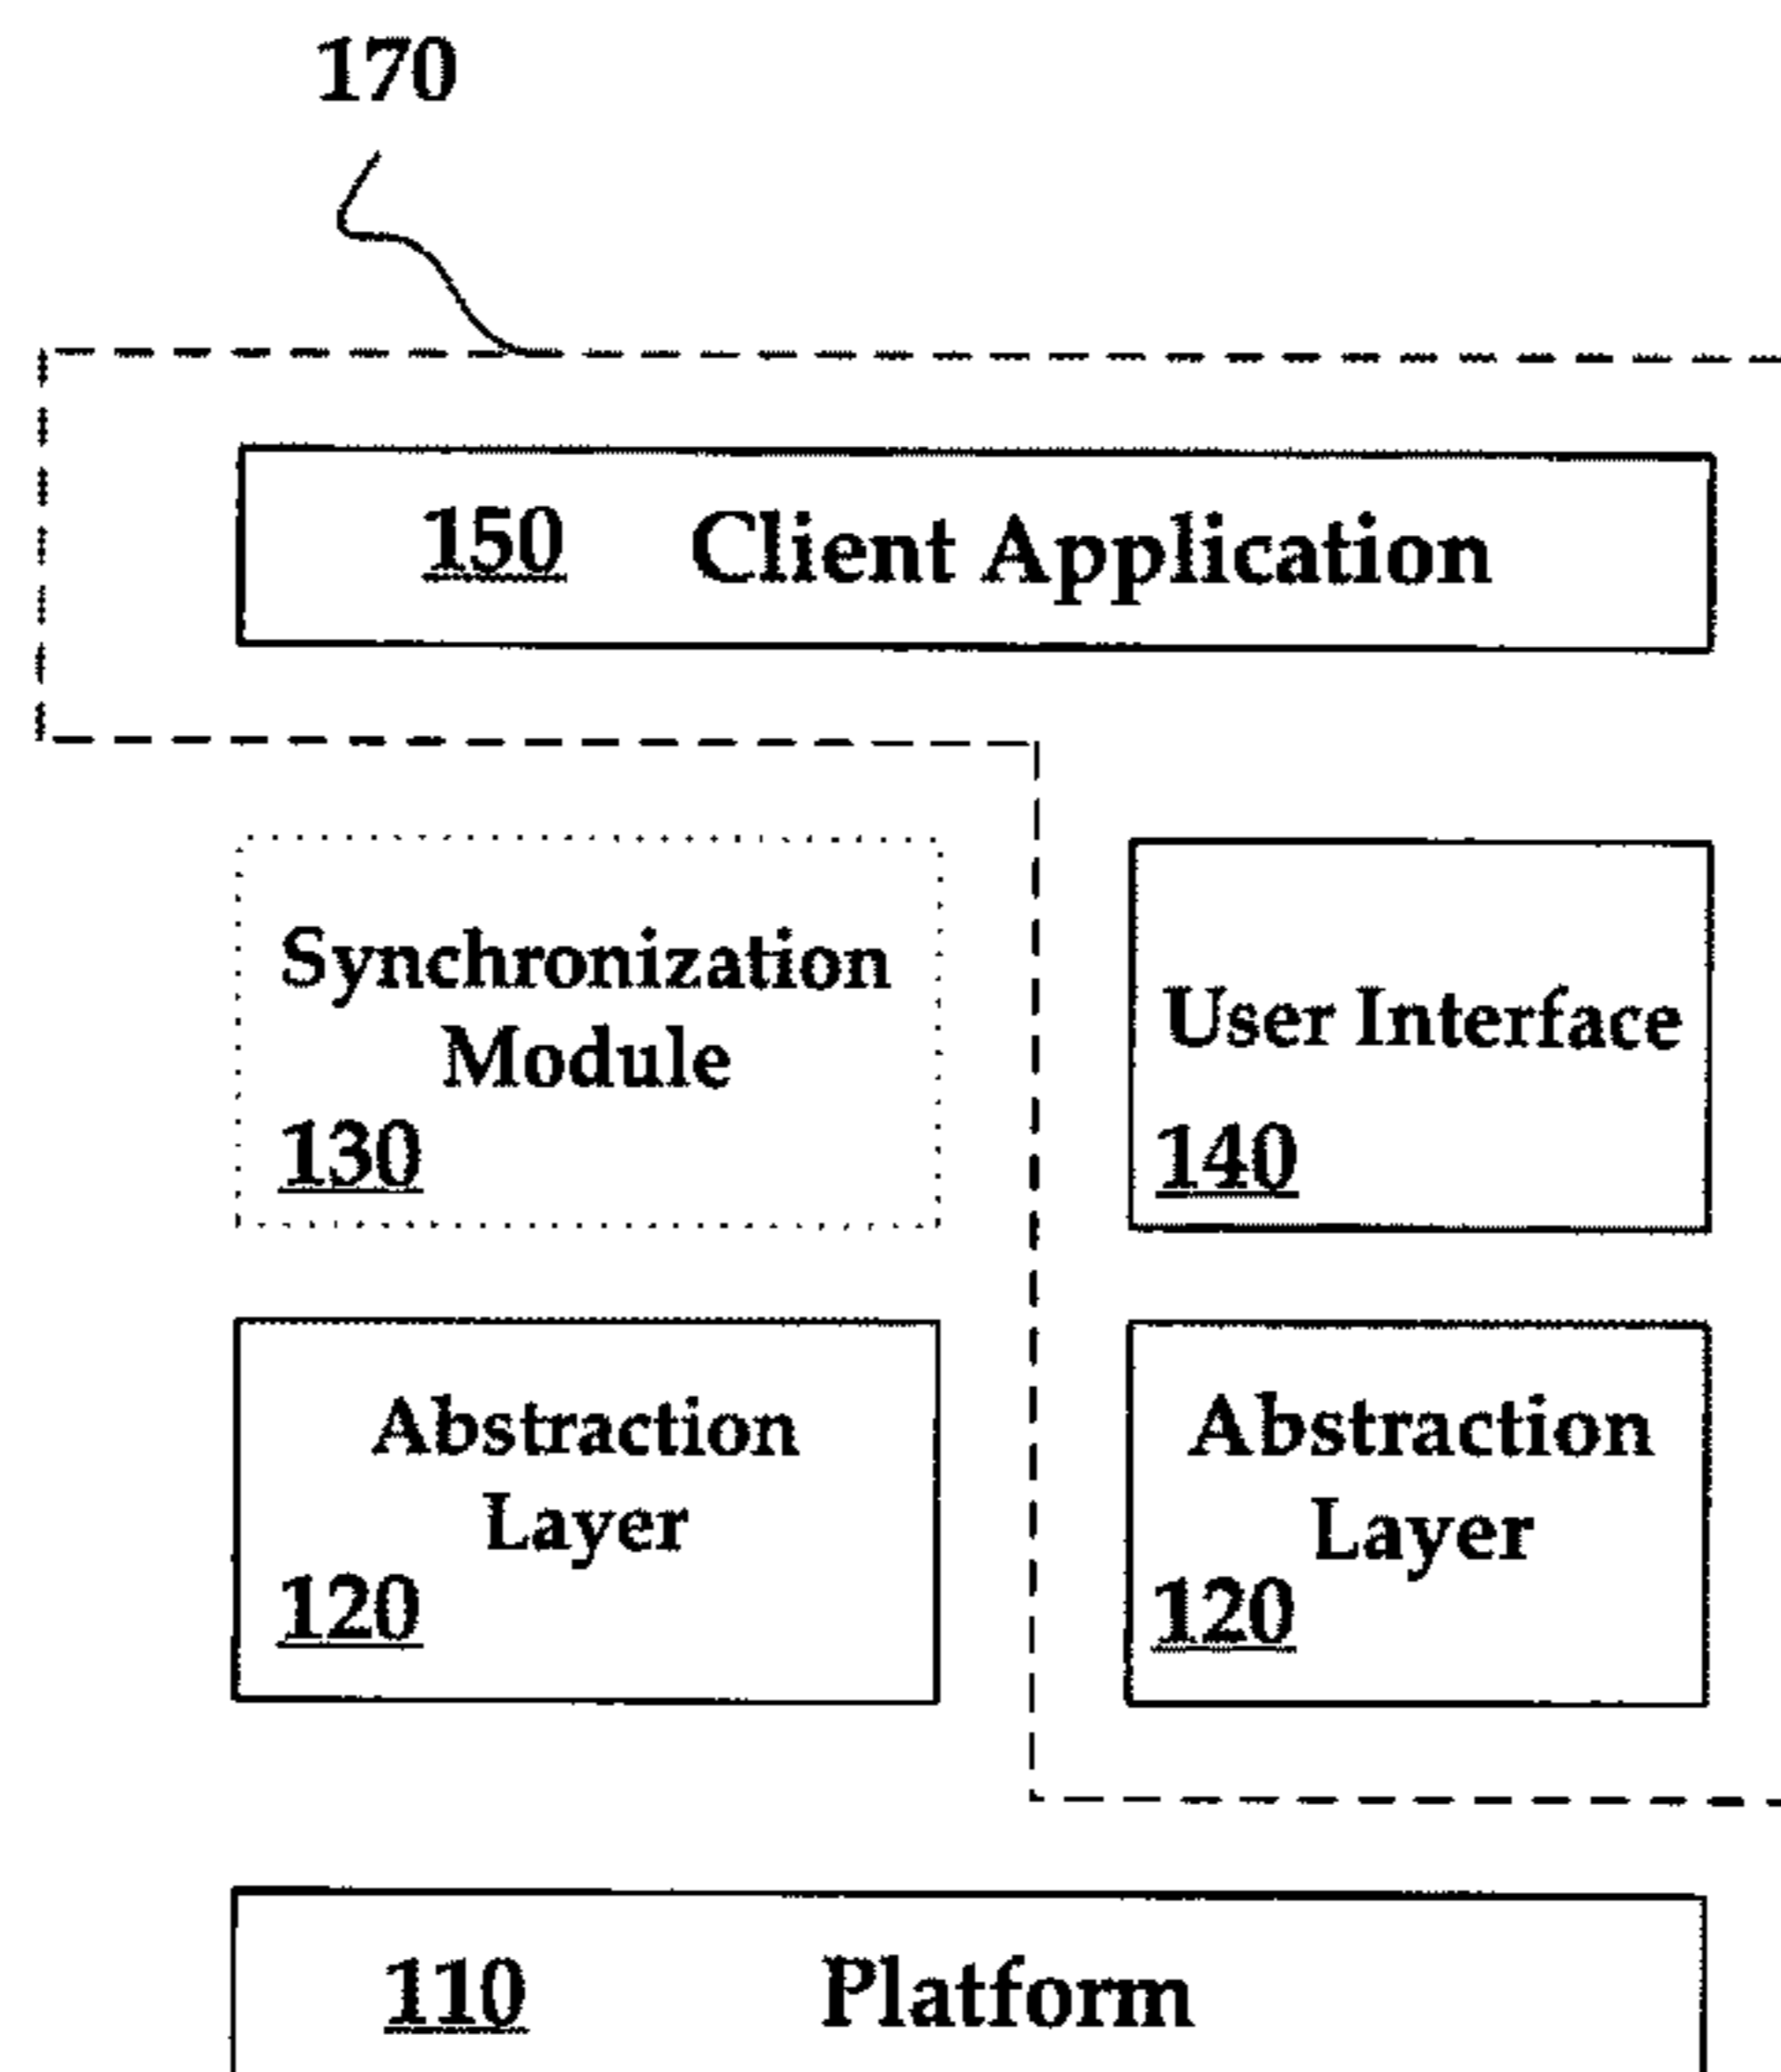 170
150 Client Application
Synchronization
Module
130
User Interface
140
Abstraction
Layer
120
Abstraction
Layer
120
110 Platform